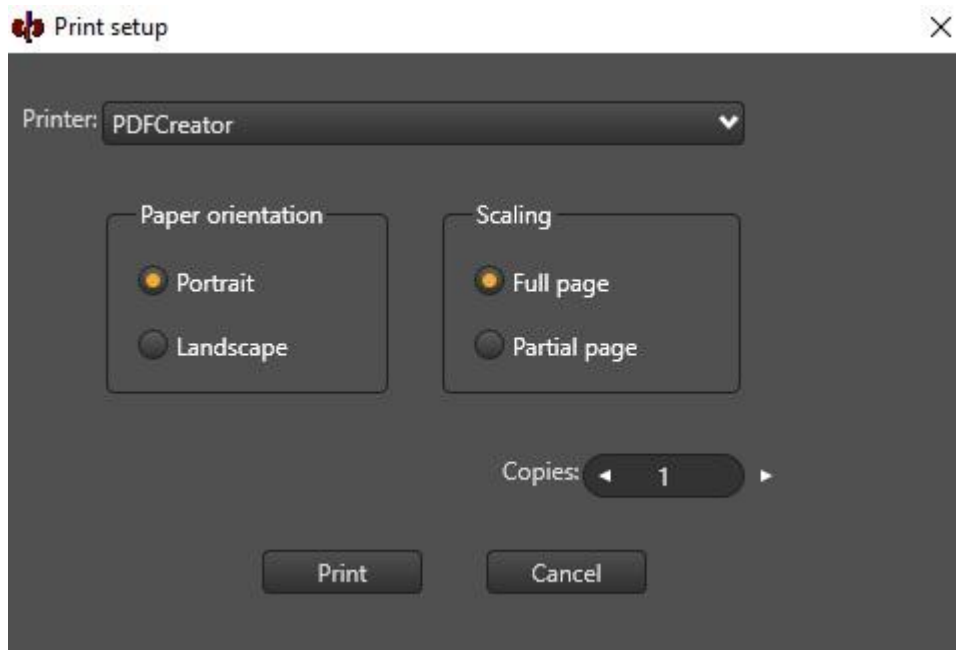 Print setup
Printer: PDFCreator
Paper orientation
Portrait
Landscape
Scaling
Full page
Partial page
Copies: 1
Print
Cancel